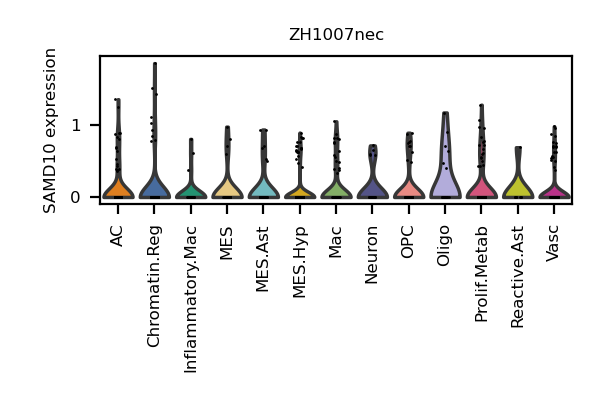 ZH1007nec
SAMD10 expression
1
0
AC
Chromatin.Reg
Inflammatory.Mac
MES
MES.Ast
MES.Hyp
Mac
Neuron
OPC
Oligo
Prolif.Metab
Reactive.Ast
Vasc